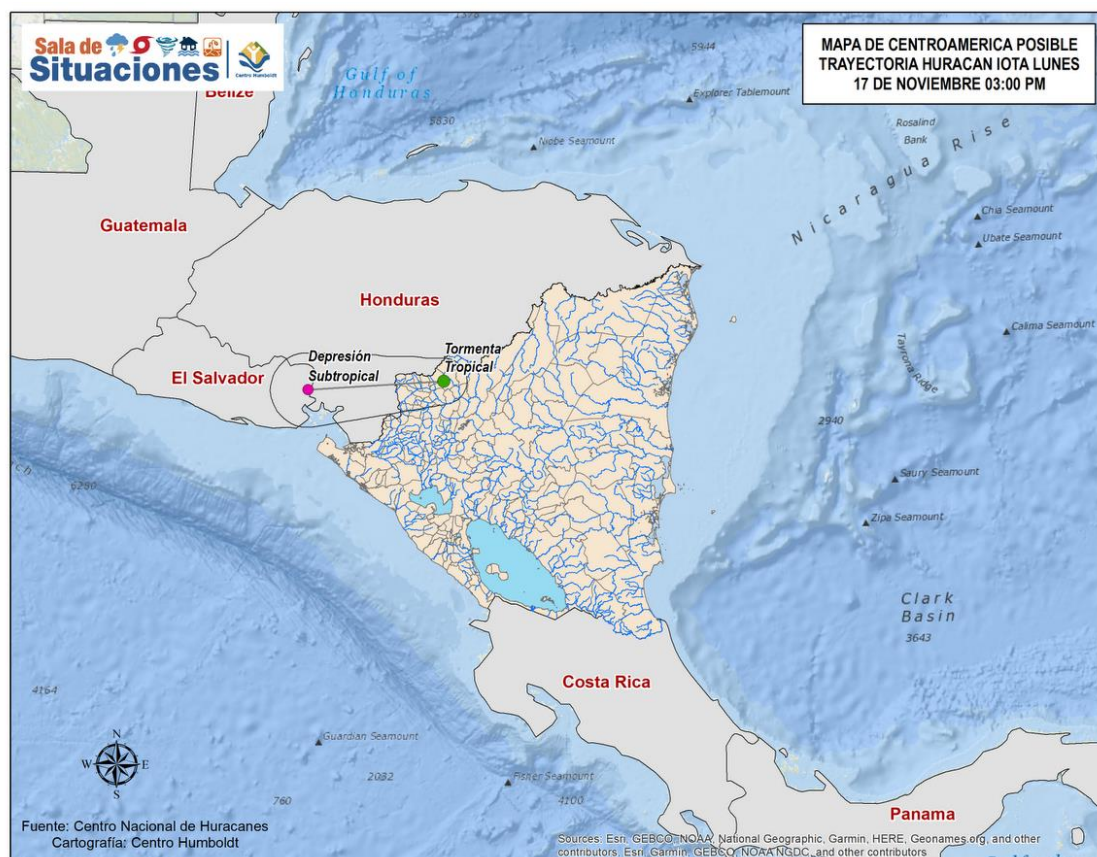 Sala de
Situaciones
Centro Humboldt
MAPA DE CENTROAMERICA POSIBLE
TRAYECTORIA HURACAN IOTA LUNES
17 DE NOVIEMBRE 03:00 PM
Belize
Gulf of
Honduras
5944
Explorer Tablemount
5830
Niobe Seamount
Rosalind
Bank
Nicaragua Rise
Guatemala
Chia Seamount
Ubate Seamount
Honduras
Calima Seamount
Tayrona Ridge
Depresión
Subtropical
Tormenta
Tropical
El Salvador
2940
6290
Saury Seamount
Zipa Seamount
Clark
Basin
3643
Costa Rica
4164
Guardian Seamount
N
W
E
S
2032
Fisher Seamount
760
4100
Panama
Fuente: Centro Nacional de Huracanes
Cartografía: Centro Humboldt
Sources: Esri, GEBCO, NOAA, National Geographic, Garmin, HERE, Geonames.org, and other
contributors, Esri, Garmin, GEBCO, NOAA NGDC, and other contributors